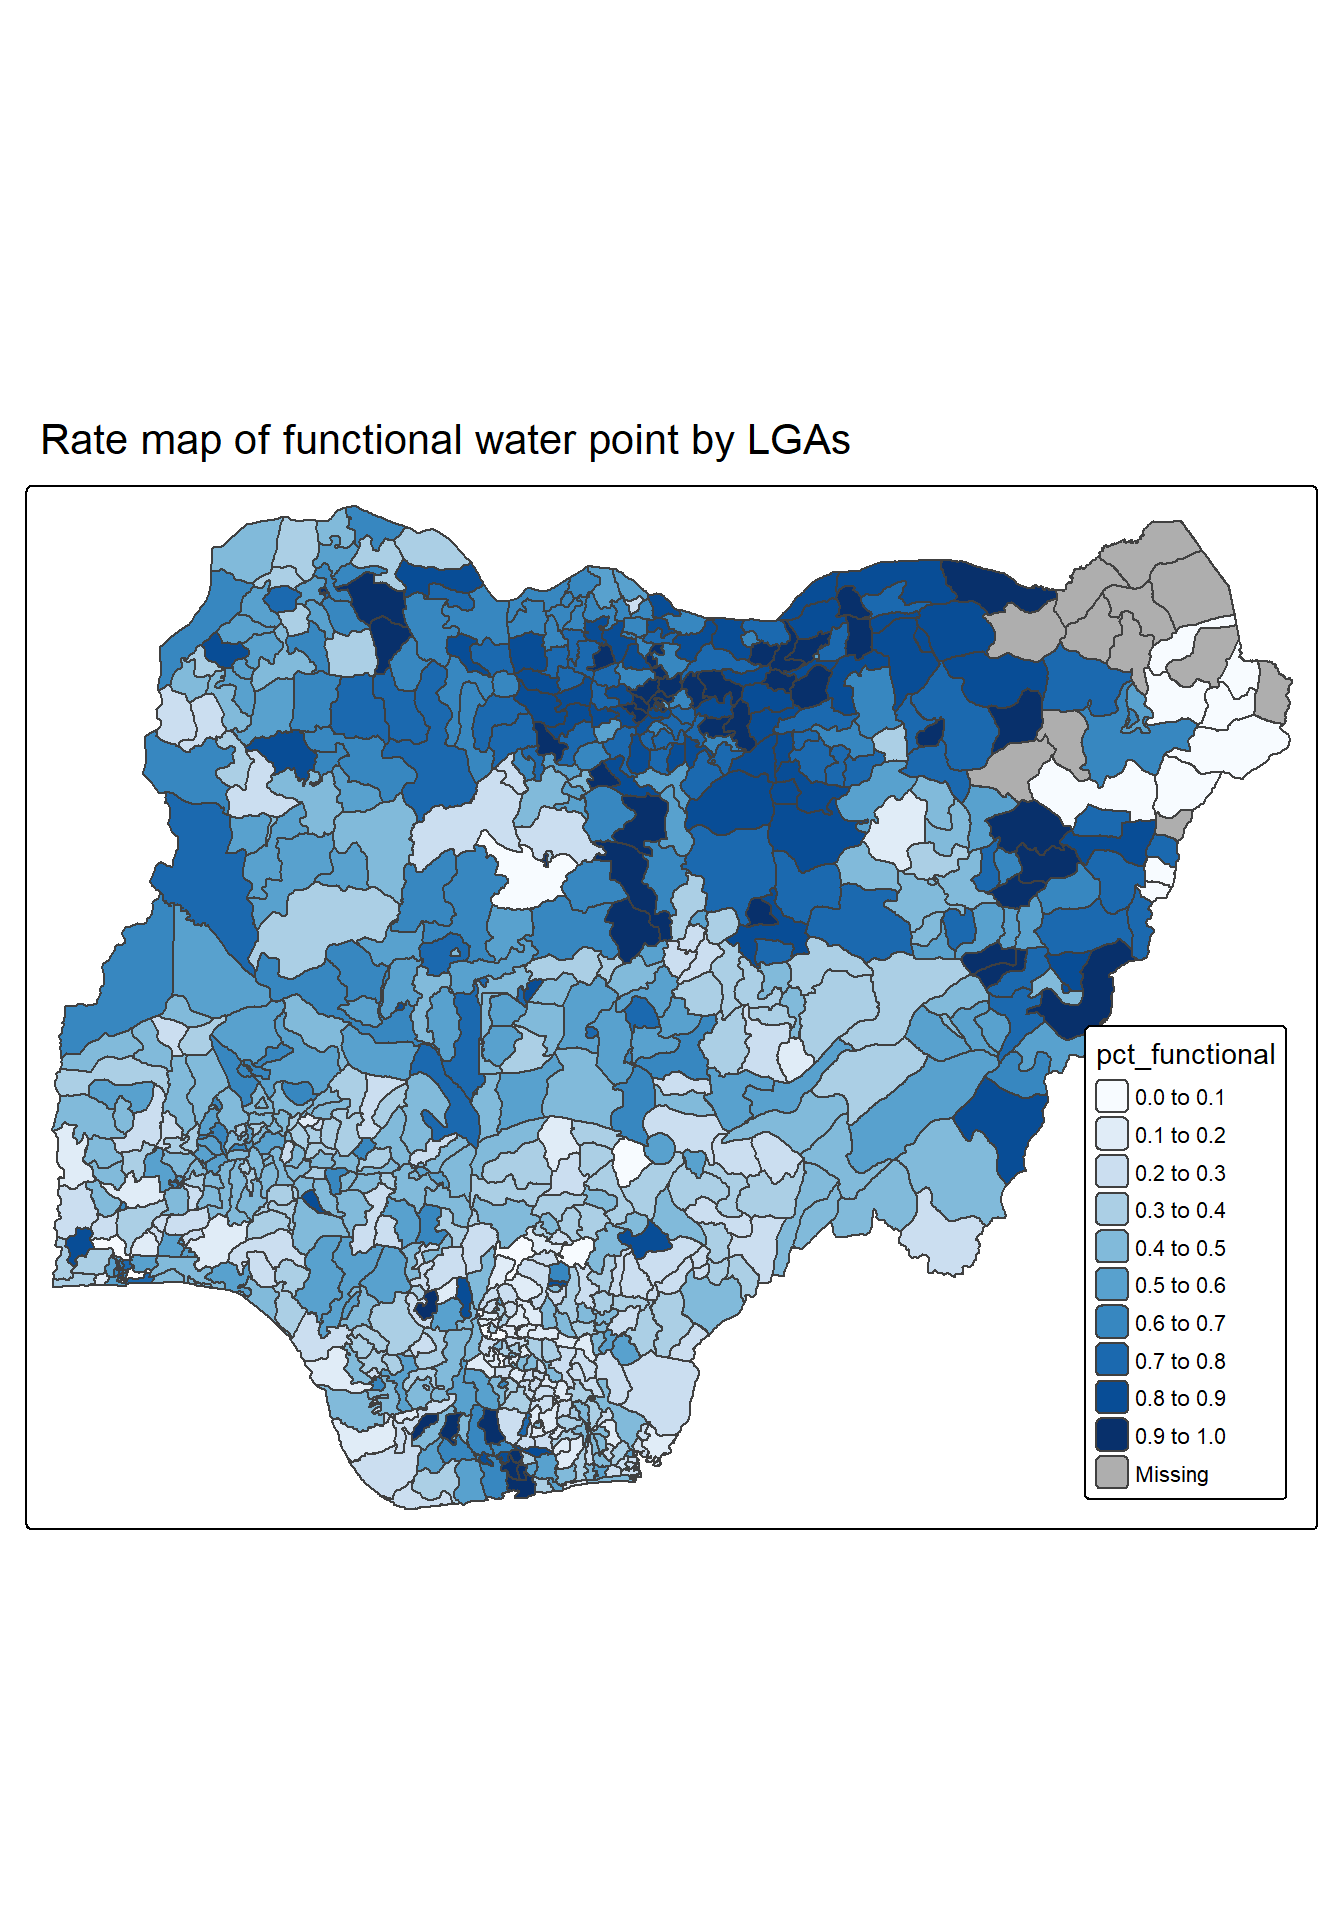 Rate map of functional water point by LGAs
pct_functional
0.0 to 0.1
0.1 to 0.2
0.2 to 0.3
0.3 to 0.4
0.4 to 0.5
0.5 to 0.6
0.6 to 0.7
0.7 to 0.8
0.8 to 0.9
0.9 to 1.0
Missing